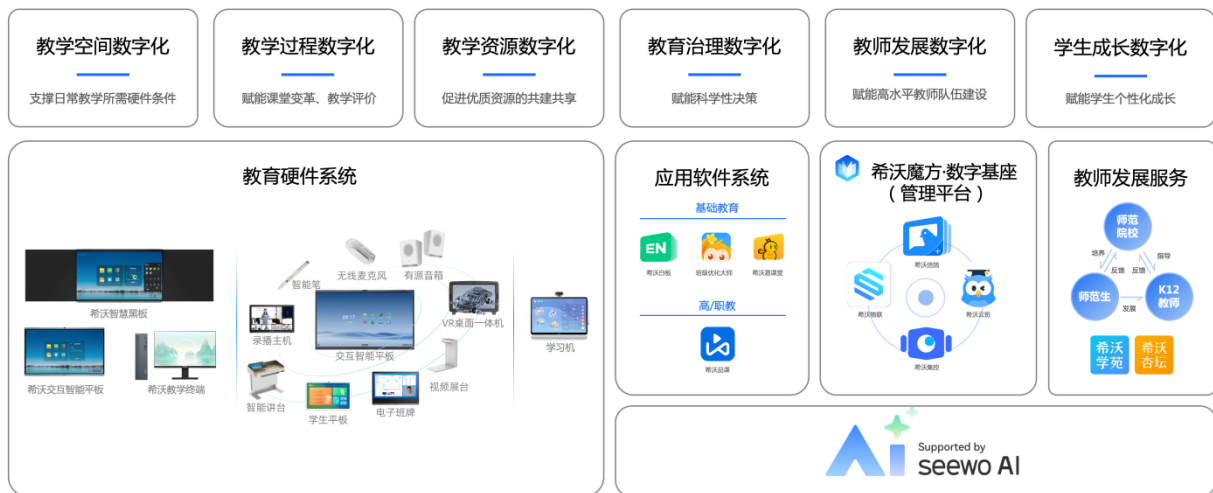 教学空间数字化
支撑日常教学所需硬件条件
教学过程数字化
赋能课堂变革、教学评价
教学资源数字化
促进优质资源的共建共享
教育治理数字化
赋能科学性决策
教师发展数字化
赋能高水平教师队伍建设
学生成长数字化
赋能学生个性化成长
教育硬件系统
希沃智慧黑板
希沃交互智能平板
希沃教学终端
无线麦克风
有源音箱
智能笔
录播主机
交互智能平板
VR桌面一体机
智能讲台
学生平板
电子班牌
视频展台
学习机
应用软件系统
基础教育
EN
希沃白板
班级优化大师
希沃易课堂
高/职教
希沃品课
希沃魔方·数字基座
（管理平台）
希沃信鸽
希沃物联
希沃云班
希沃集控
教师发展服务
师范
院校
培养
反馈
反馈
指导
师范生
发展
K12
教师
希沃
学苑
希沃
杏坛
Ai
Supported by
seewo AI